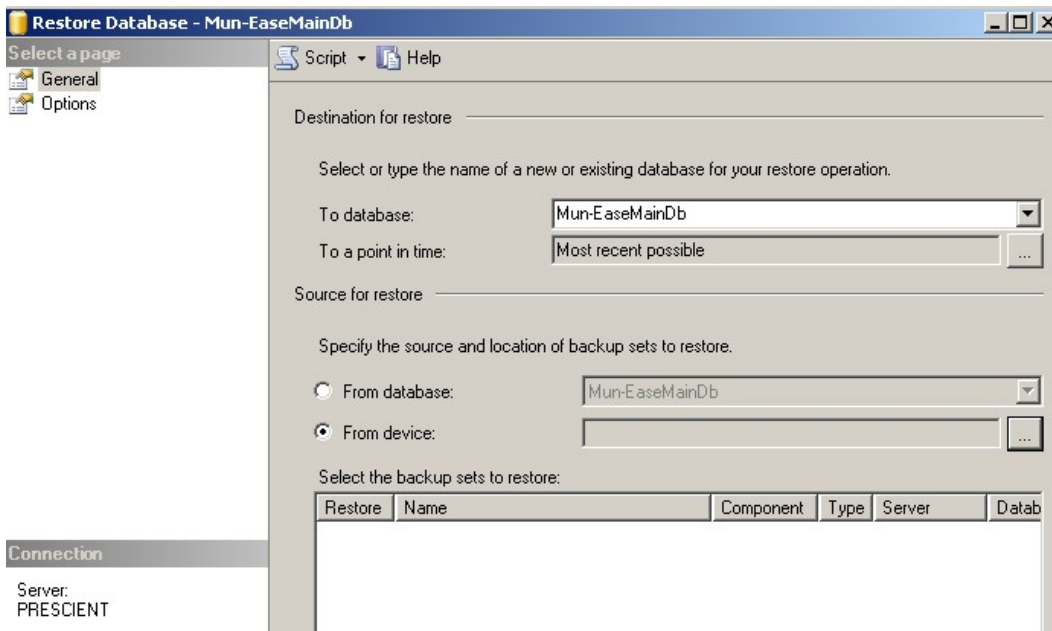 Restore Database - Mun-EaseMainDb
Select a page
General
Options
Script
Help
Destination for restore
Select or type the name of a new or existing database for your restore operation.
To database: Mun-EaseMainDb
To a point in time: Most recent possible
...
Source for restore
Specify the source and location of backup sets to restore.
From database: Mun-EaseMainDb
From device:
...
Select the backup sets to restore:
Restore Name Component Type Server Datab
Connection
Server:
PRESCIENT